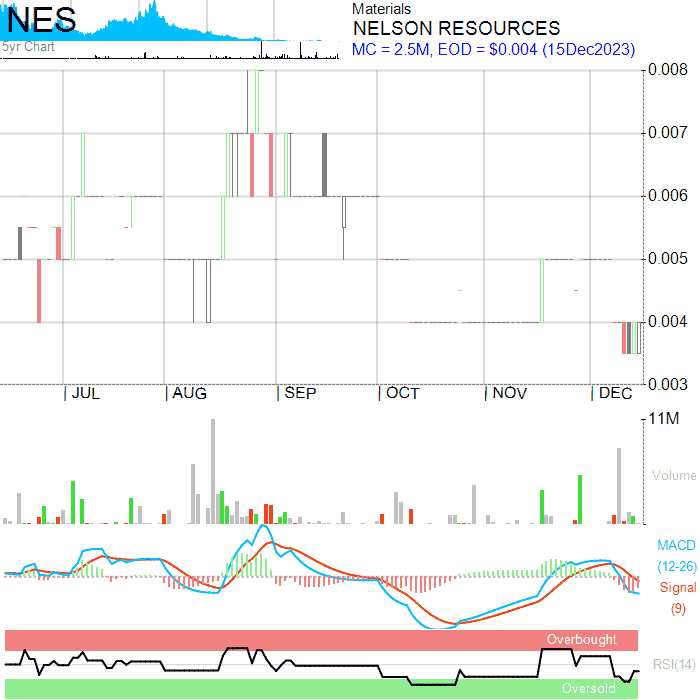 NES
5yr Chart
Materials
NELSON RESOURCES
MC = 2.5M, EOD = $0.004 (15Dec2023)
0.008
0.007
0.006
0.005
0.004
0.003
JUL
AUG
SEP
OCT
NOV
DEC
11M
Volume
MACD
(12-26)
Signal
(9)
Overbought
RSI(14)
Oversold